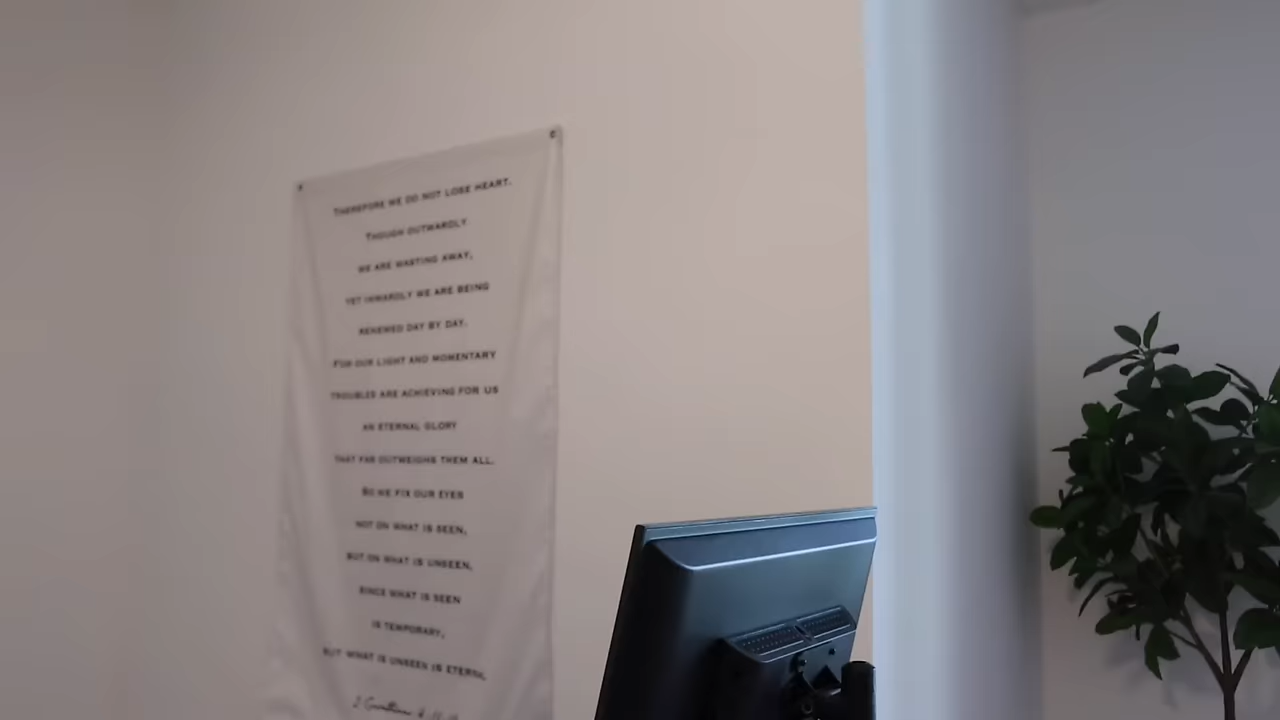 THEREFORE WE DO NOT LOSE HEART.
THOUGH OUTWARDLY
WE ARE WASTING AWAY,
YET INWARDLY WE ARE BEING
RENEWED DAY BY DAY.
FOR OUR LIGHT AND MOMENTARY
TROUBLES ARE ACHIEVING FOR US
AN ETERNAL GLORY
THAT FAR OUTWEIGHS THEM ALL.
SO WE FIX OUR EYES
NOT ON WHAT IS SEEN,
BUT ON WHAT IS UNSEEN,
SINCE WHAT IS SEEN
IS TEMPORARY,
BUT WHAT IS UNSEEN IS ETERNAL
2 Corinthians